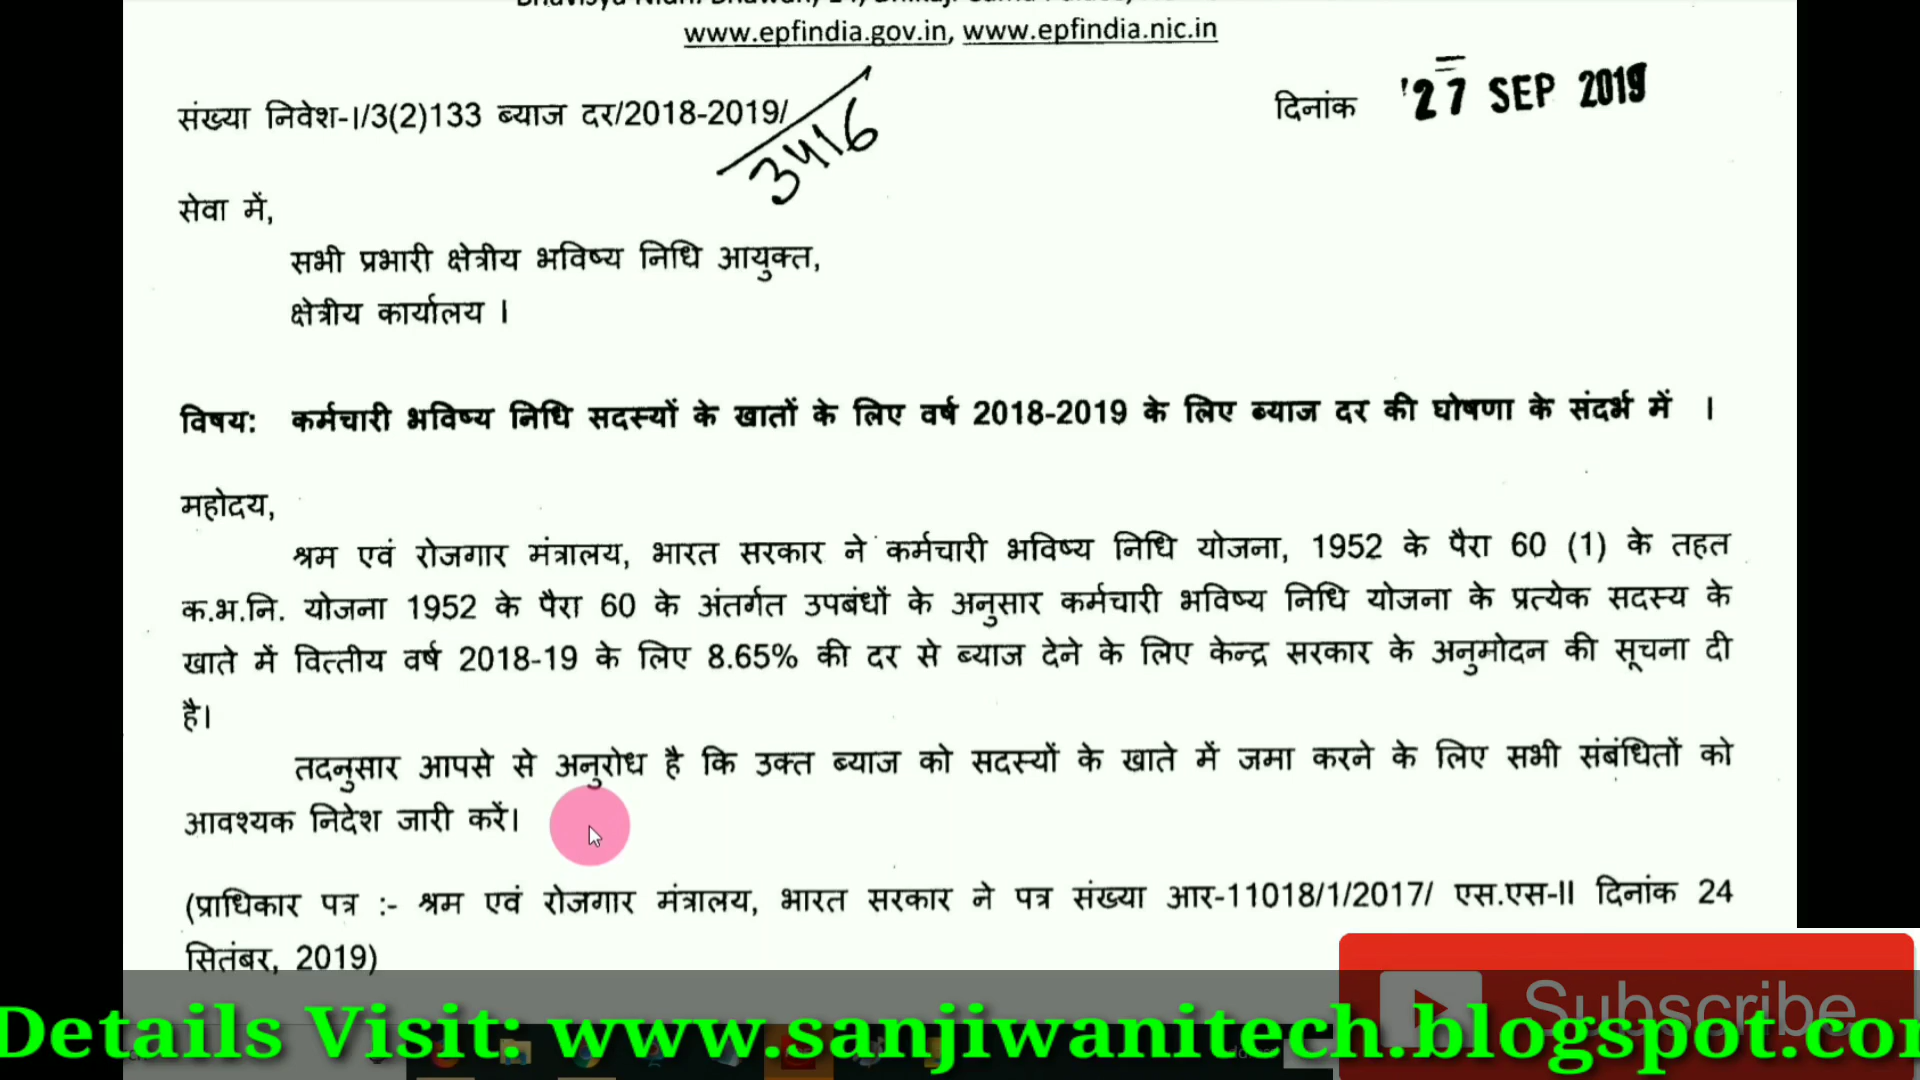 www.epfindia.gov.in, www.epfindia.nic.in
संख्या निवेश-I/3(2)133 ब्याज दर/2018-2019/ 3416
दिनांक 27 SEP 2019
सेवा में,
सभी प्रभारी क्षेत्रीय भविष्य निधि आयुक्त,
क्षेत्रीय कार्यालय ।
विषय: कर्मचारी भविष्य निधि सदस्यों के खातों के लिए वर्ष 2018-2019 के लिए ब्याज दर की घोषणा के संदर्भ में ।
महोदय,
श्रम एवं रोजगार मंत्रालय, भारत सरकार ने कर्मचारी भविष्य निधि योजना, 1952 के पैरा 60 (1) के तहत
क.भ.नि. योजना 1952 के पैरा 60 के अंतर्गत उपबंधों के अनुसार कर्मचारी भविष्य निधि योजना के प्रत्येक सदस्य के
खाते में वित्तीय वर्ष 2018-19 के लिए 8.65% की दर से ब्याज देने के लिए केन्द्र सरकार के अनुमोदन की सूचना दी
है।
तदनुसार आपसे से अनुरोध है कि उक्त ब्याज को सदस्यों के खाते में जमा करने के लिए सभी संबंधितों को
आवश्यक निदेश जारी करें।
(प्राधिकार पत्र :- श्रम एवं रोजगार मंत्रालय, भारत सरकार ने पत्र संख्या आर-11018/1/2017/ एस.एस-II दिनांक 24
सितंबर, 2019)
Subscribe
Details Visit: www.sanjiwanitech.blogspot.com